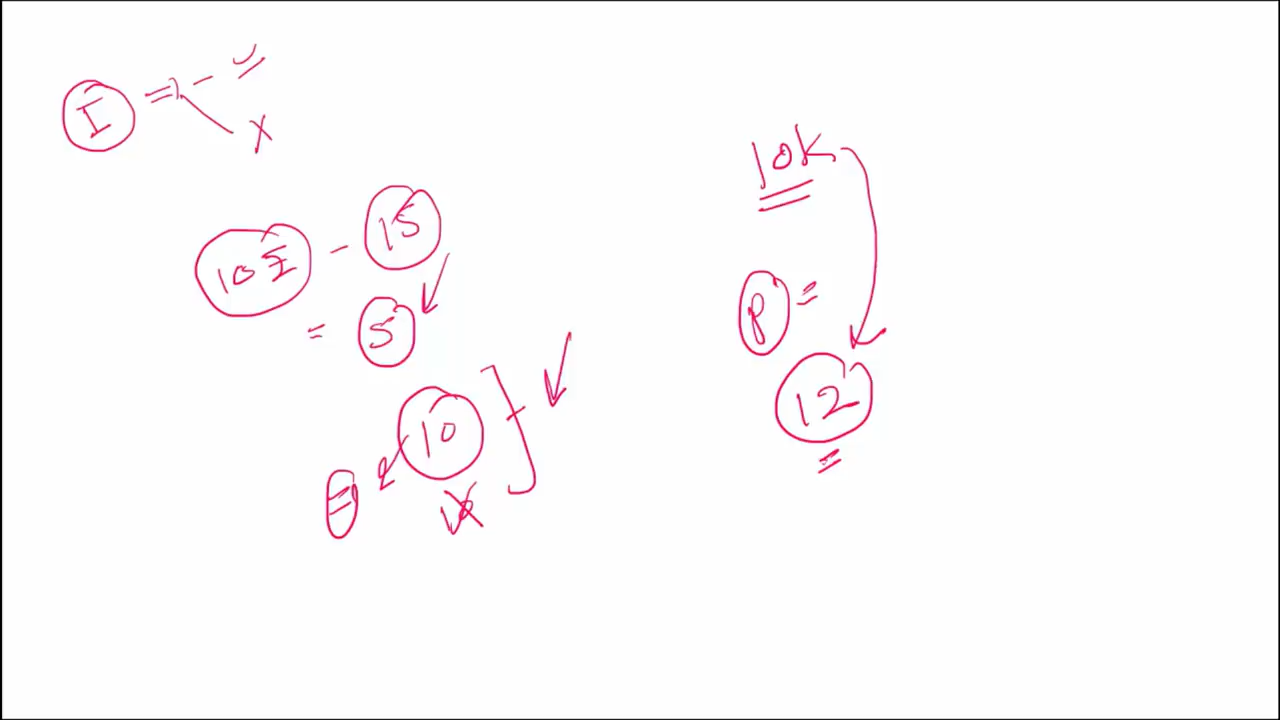 I ⇒ -
x
10I - 15
= 5
10
10K
P =
12